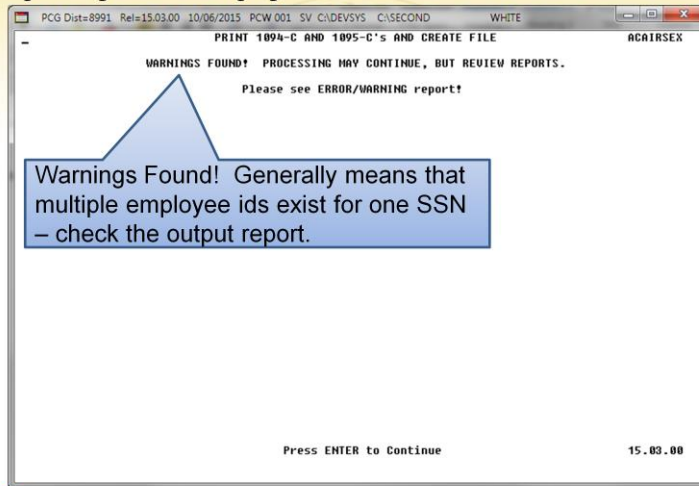 PCG Dist=8991 Rel=15.03.00 10/06/2015 PCW 001 SV C:\DEVSYS C:\SECOND WHITE
PRINT 1094-C AND 1095-C's AND CREATE FILE ACAIRSEX
WARNINGS FOUND! PROCESSING MAY CONTINUE, BUT REVIEW REPORTS.
Please see ERROR/WARNING report!
Warnings Found! Generally means that
multiple employee ids exist for one SSN
– check the output report.
Press ENTER to Continue 15.03.00